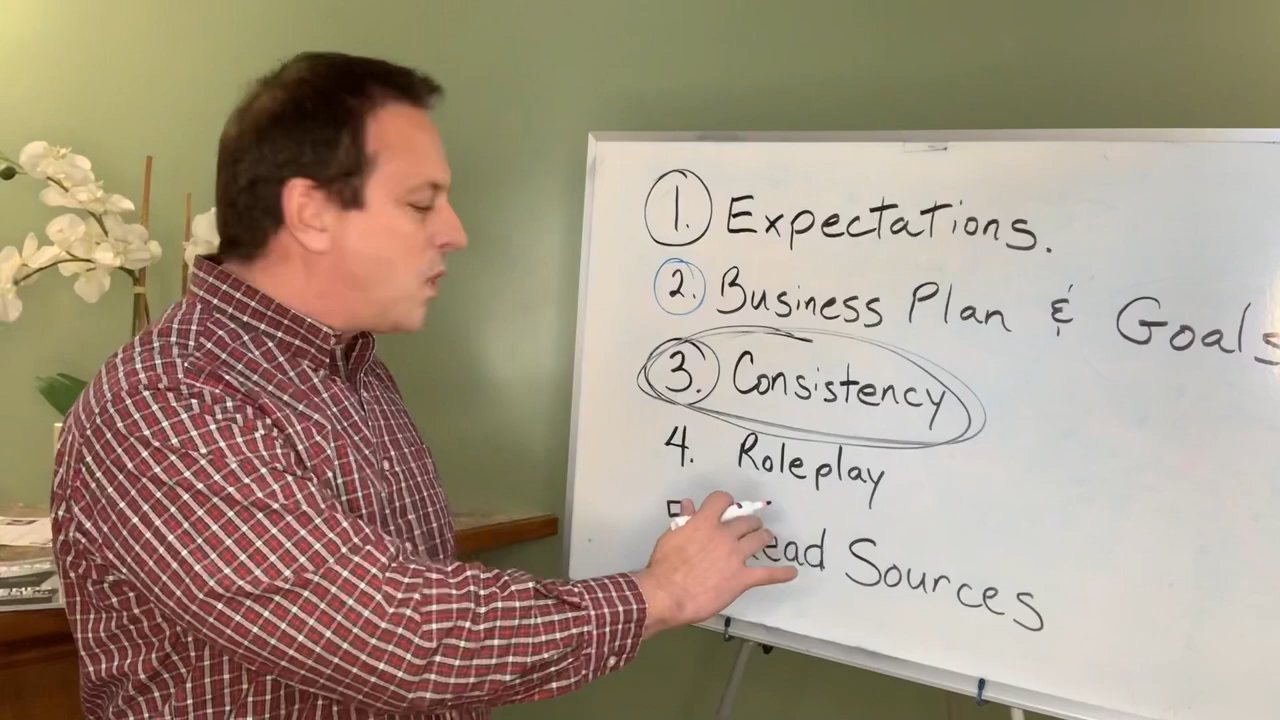 1. Expectations.
2. Business Plan & Goals
3. Consistency
4. Roleplay
Sources